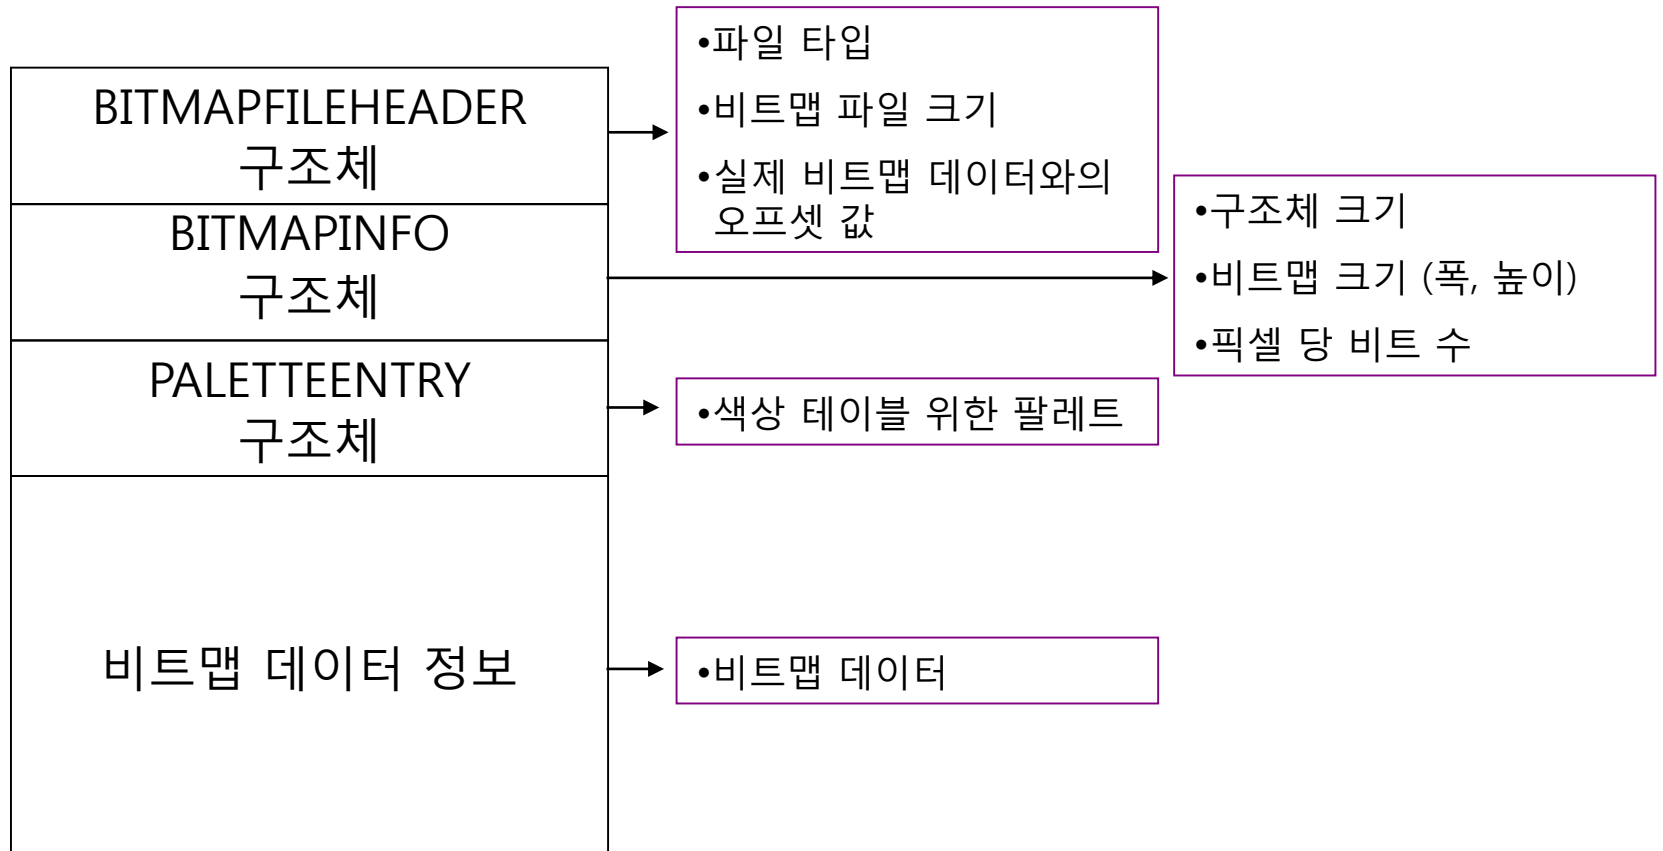 BITMAPFILEHEADER
구조체
•파일 타입
•비트맵 파일 크기
•실제 비트맵 데이터와의
오프셋 값
BITMAPINFO
구조체
•구조체 크기
•비트맵 크기 (폭, 높이)
•픽셀 당 비트 수
PALETTEENTRY
구조체
•색상 테이블 위한 팔레트
비트맵 데이터 정보
•비트맵 데이터